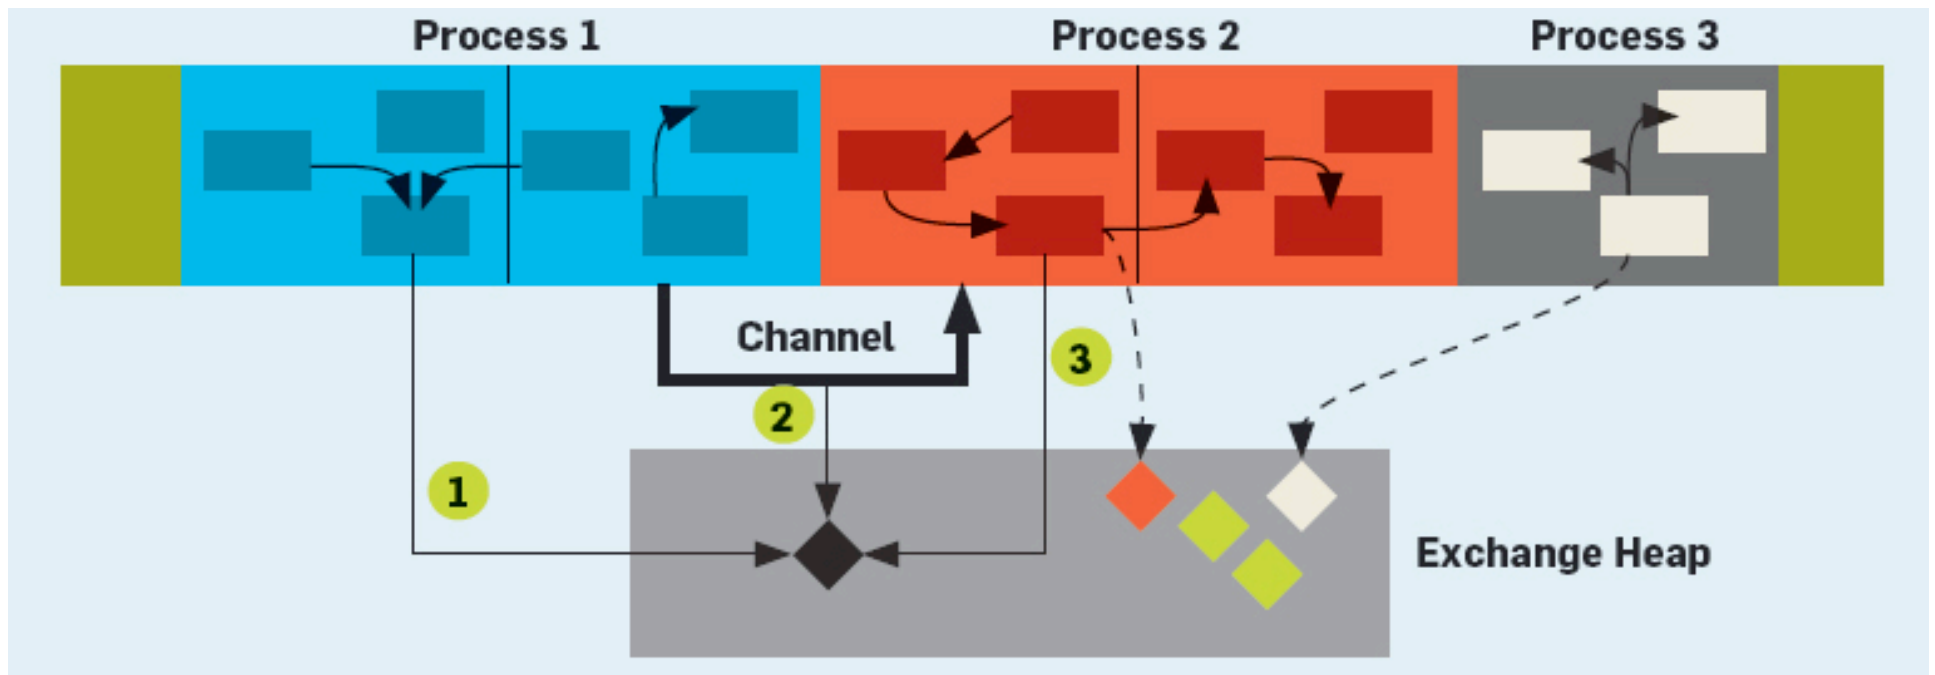 Process 1
Process 2
Process 3
Channel
3
2
1
Exchange Heap